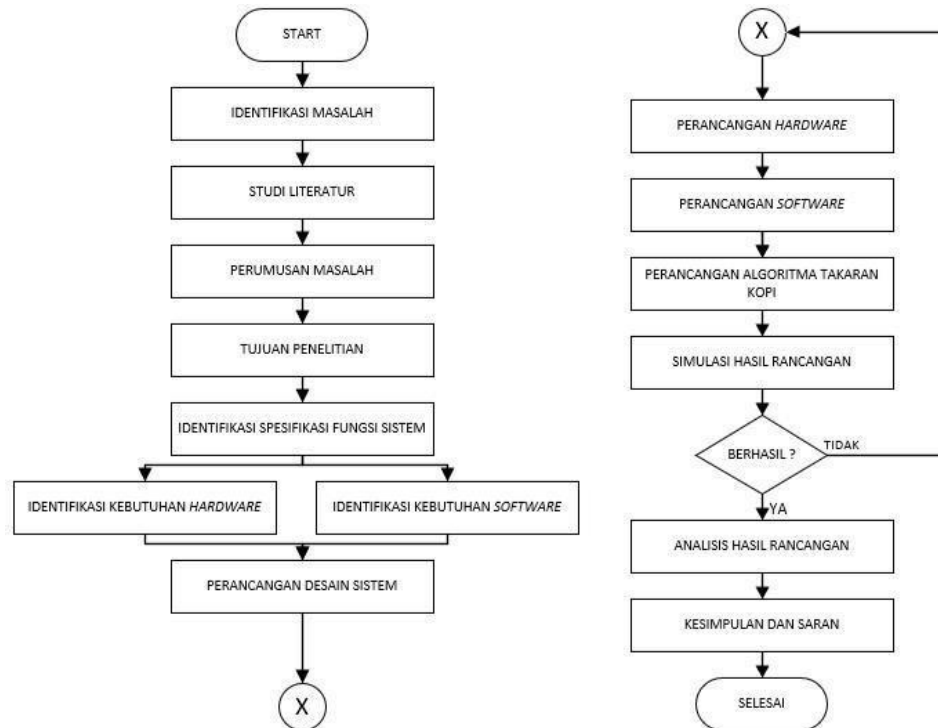 START
IDENTIFIKASI MASALAH
STUDI LITERATUR
PERUMUSAN MASALAH
TUJUAN PENELITIAN
IDENTIFIKASI SPESIFIKASI FUNGSI SISTEM
IDENTIFIKASI KEBUTUHAN HARDWARE
IDENTIFIKASI KEBUTUHAN SOFTWARE
PERANCANGAN DESAIN SISTEM
X
X
PERANCANGAN HARDWARE
PERANCANGAN SOFTWARE
PERANCANGAN ALGORITMA TAKARAN
KOPI
SIMULASI HASIL RANCANGAN
BERHASIL ?
TIDAK
YA
ANALISIS HASIL RANCANGAN
KESIMPULAN DAN SARAN
SELESAI